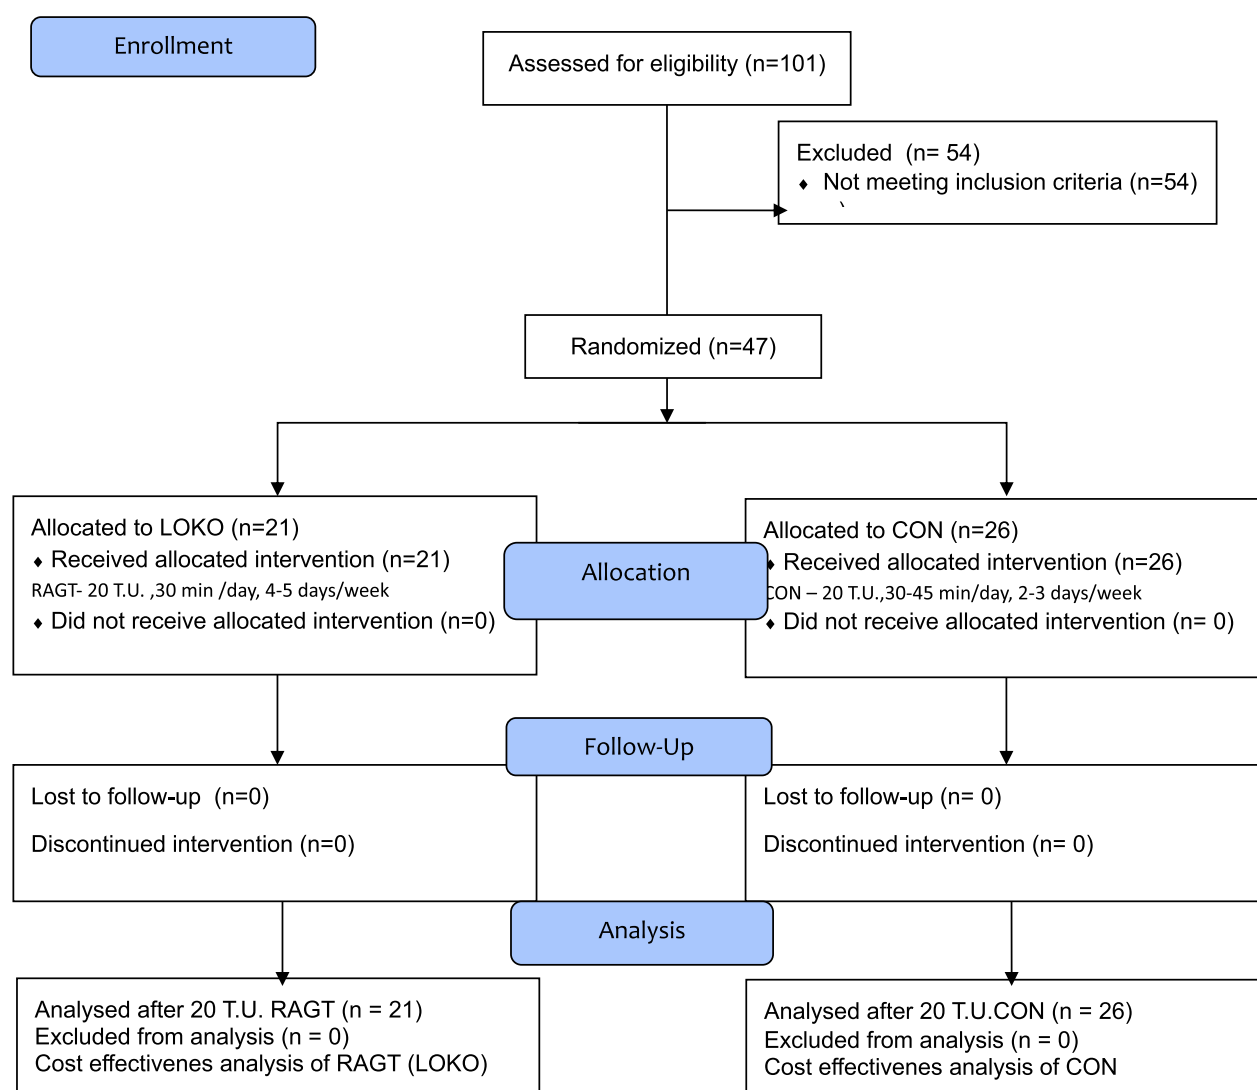 Enrollment
Assessed for eligibility (n=101)
Excluded (n= 54)
♦ Not meeting inclusion criteria (n=54)
Randomized (n=47)
Allocated to LOKO (n=21)
♦ Received allocated intervention (n=21)
RAGT- 20 T.U. ,30 min /day, 4-5 days/week
♦ Did not receive allocated intervention (n=0)
Allocation
Allocated to CON (n=26)
♦ Received allocated intervention (n=26)
CON – 20 T.U.,30-45 min/day, 2-3 days/week
♦ Did not receive allocated intervention (n= 0)
Follow-Up
Lost to follow-up (n=0)
Discontinued intervention (n=0)
Lost to follow-up (n= 0)
Discontinued intervention (n= 0)
Analysis
Analysed after 20 T.U. RAGT (n = 21)
Excluded from analysis (n = 0)
Cost effectivenes analysis of RAGT (LOKO)
Analysed after 20 T.U.CON (n = 26)
Excluded from analysis (n = 0)
Cost effectivenes analysis of CON